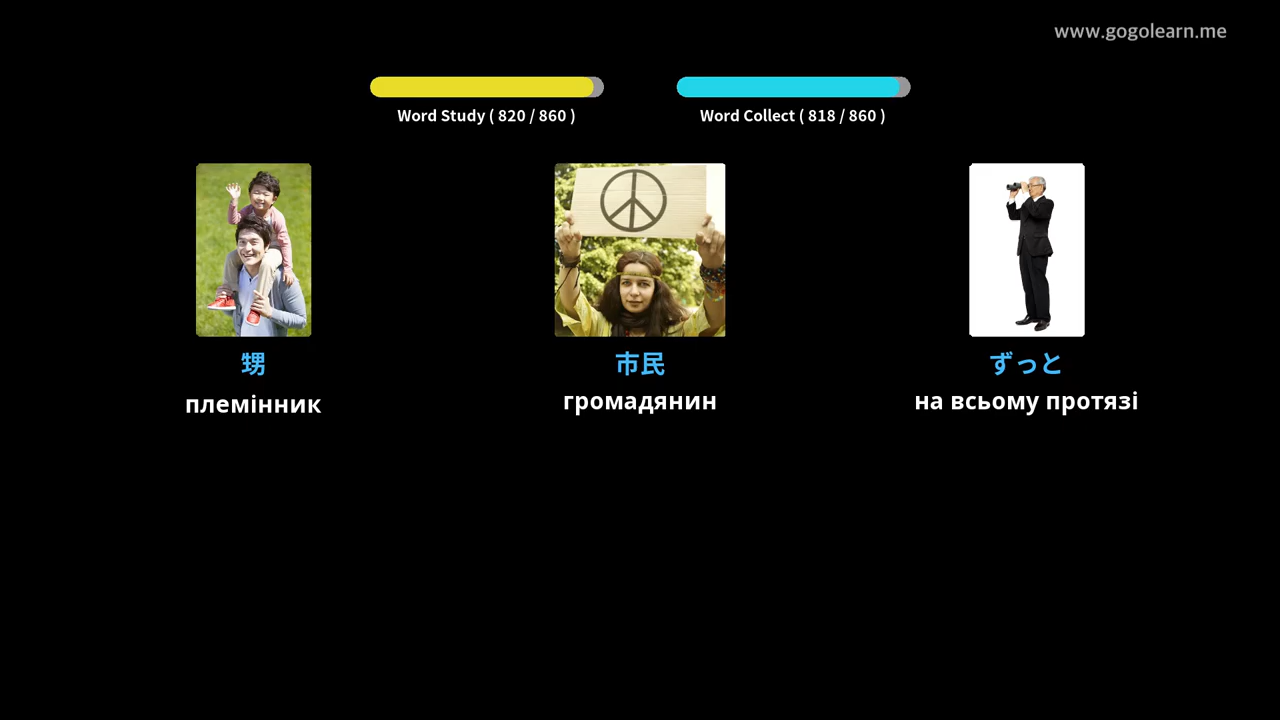 www.gogolearn.me
Word Study ( 820 / 860 )
Word Collect ( 818 / 860 )
甥
市民
ずっと
племінник
громадянин
на всьому протязі